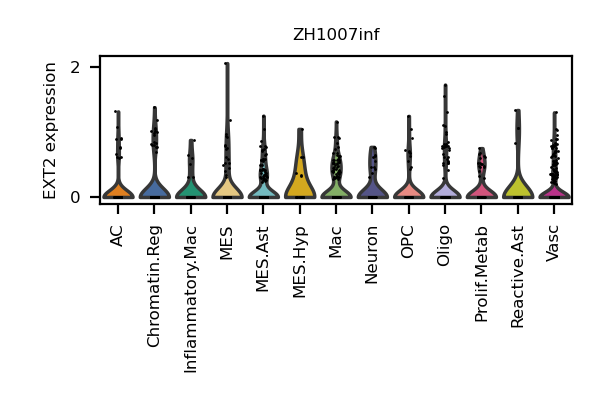 ZH1007inf
EXT2 expression
2
0
AC
Chromatin.Reg
Inflammatory.Mac
MES
MES.Ast
MES.Hyp
Mac
Neuron
OPC
Oligo
Prolif.Metab
Reactive.Ast
Vasc